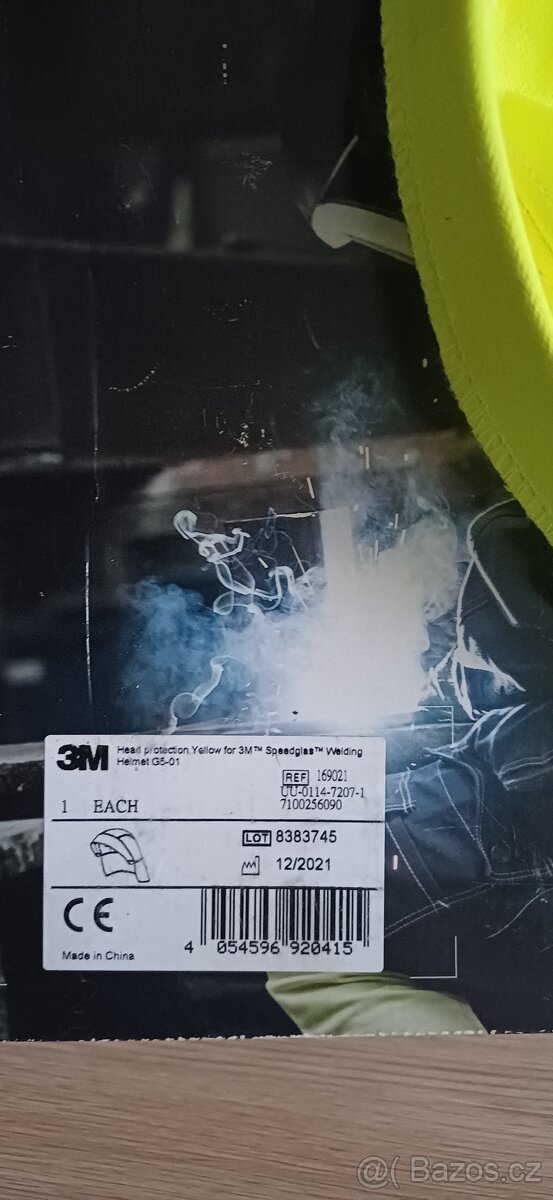 3M Head protection Yellow for 3M™ Speedglas™ Welding
Helmet G5-01
REF 169021
UU-0114-7207-1
1 EACH 7100256090
LOT 8383745
12/2021
CE
4 054596 920415
Made in China
@( Bazoš.cz